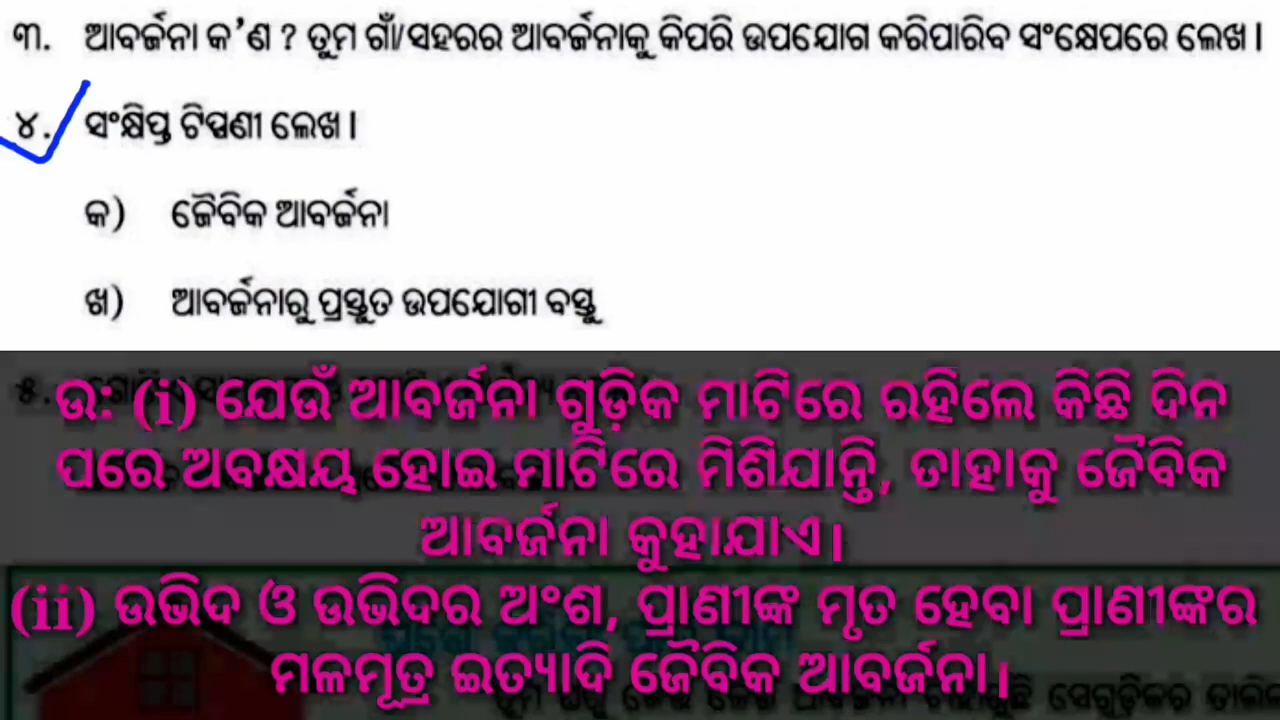 ୩. ଆବର୍ଜନା କ'ଣ ? ତୁମ ଗାଁ/ସହରର ଆବର୍ଜନାକୁ କିପରି ଉପଯୋଗ କରିପାରିବ ସଂକ୍ଷେପରେ ଲେଖ ।
୪. ସଂକ୍ଷିପ୍ତ ଟିପ୍ପଣୀ ଲେଖ ।
କ) ଜୈବିକ ଆବର୍ଜନା
ଖ) ଆବର୍ଜନାରୁ ପ୍ରସ୍ତୁତ ଉପଯୋଗୀ ବସ୍ତୁ
ଉ: (i) ଯେଉଁ ଆବର୍ଜନା ଗୁଡ଼ିକ ମାଟିରେ ରହିଲେ କିଛି ଦିନ
ପରେ ଅବକ୍ଷୟ ହୋଇ ମାଟିରେ ମିଶିଯାନ୍ତି, ତାହାକୁ ଜୈବିକ
ଆବର୍ଜନା କୁହାଯାଏ।
(ii) ଉଭିଦ ଓ ଉଭିଦର ଅଂଶ, ପ୍ରାଣୀଙ୍କ ମୃତ ହେବା ପ୍ରାଣୀଙ୍କର
ମଳମୂତ୍ର ଇତ୍ୟାଦି ଜୈବିକ ଆବର୍ଜନା।
୫.